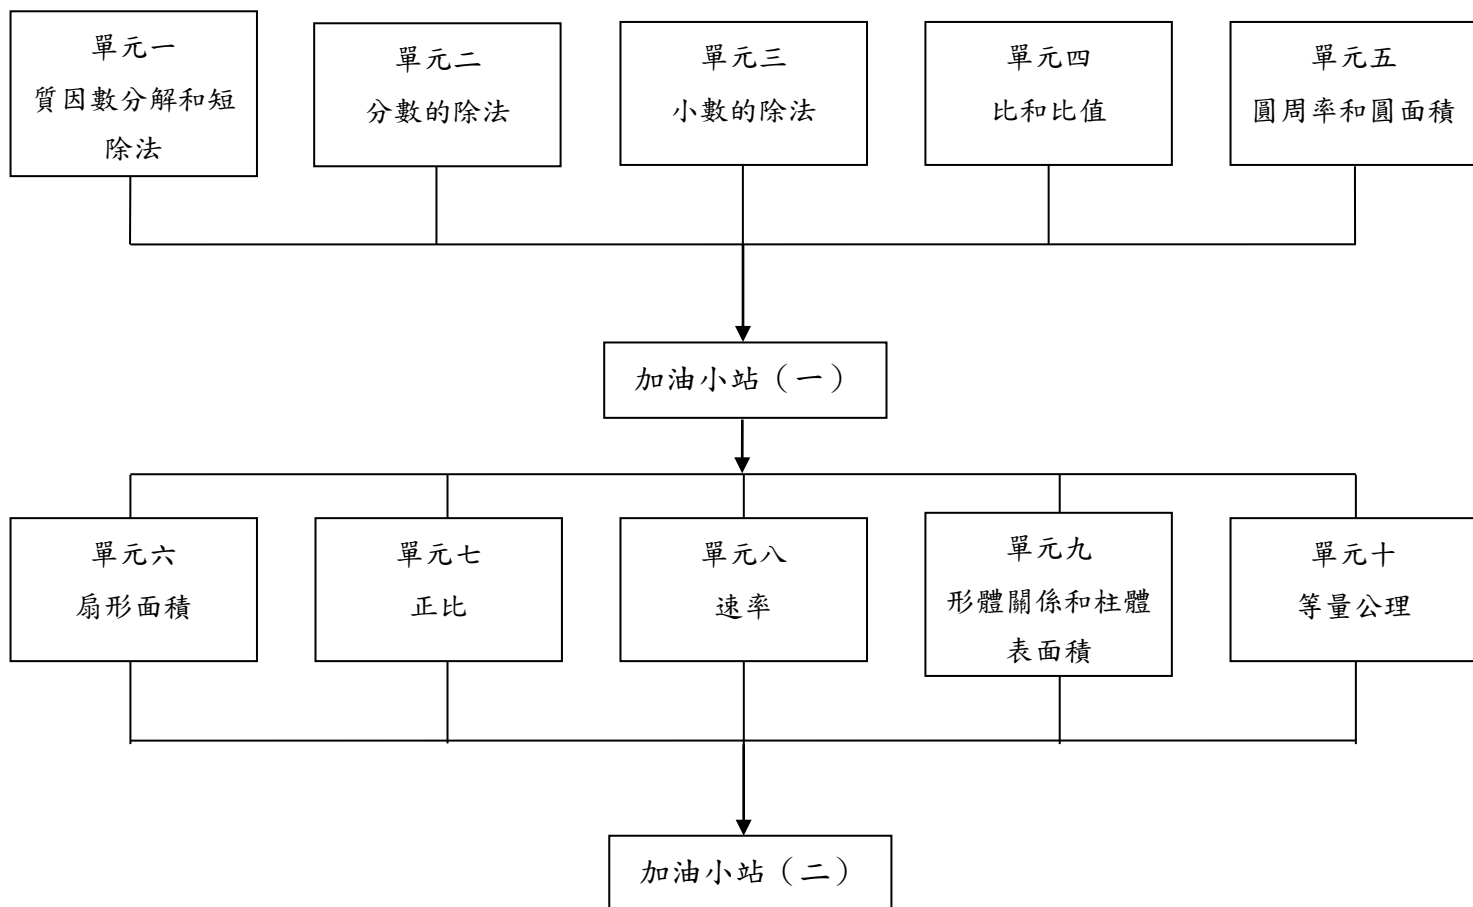 單元一
質因數分解和短
除法
單元二
分數的除法
單元三
小數的除法
單元四
比和比值
單元五
圓周率和圓面積
加油小站（一）
單元六
扇形面積
單元七
正比
單元八
速率
單元九
形體關係和柱體
表面積
單元十
等量公理
加油小站（二）